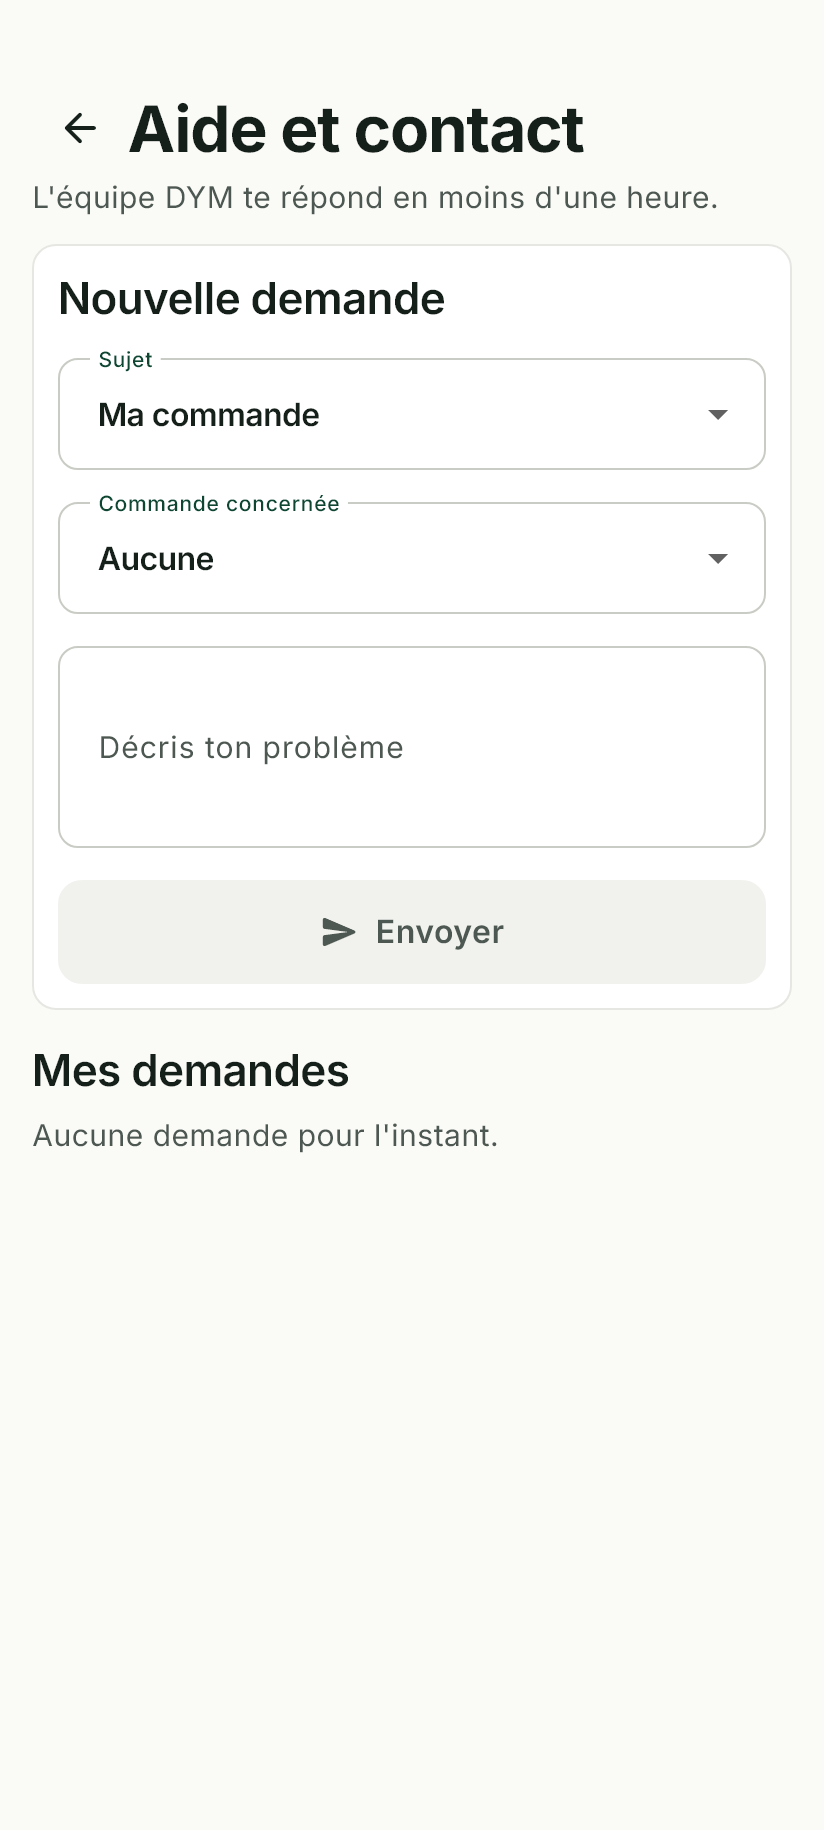 Aide et contact
L'équipe DYM te répond en moins d'une heure.
Nouvelle demande
Sujet
Ma commande
Commande concernée
Aucune
Décris ton problème
Envoyer
Mes demandes
Aucune demande pour l'instant.